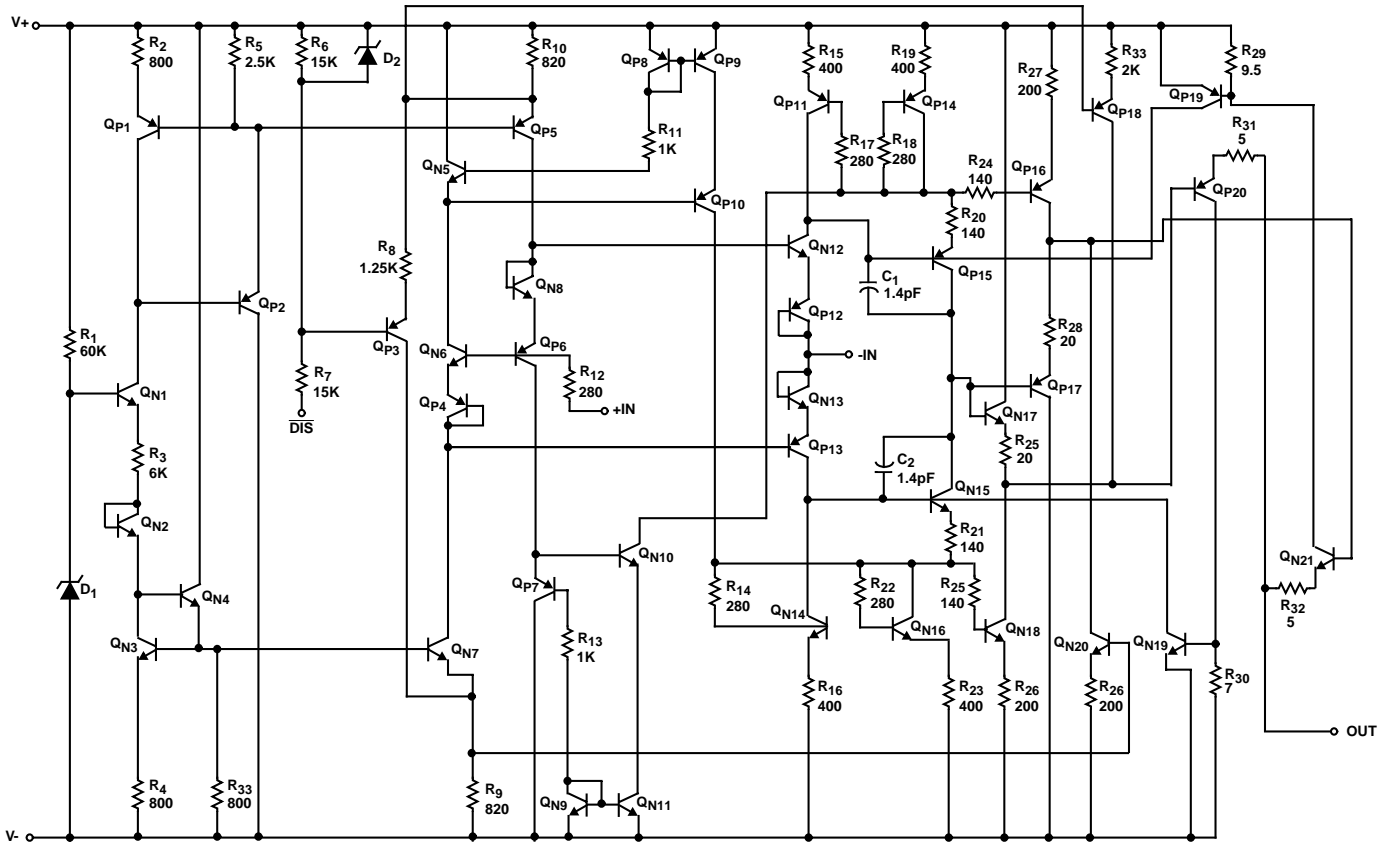 V+
R2
800
R5
2.5K
R6
15K
D2
R10
820
QP8
QP9
R15
400
R19
400
R27
200
R33
2K
QP19
R29
9.5
QP1
QP5
QP11
QP14
QP18
R11
1K
R17
280
R18
280
R31
5
QN5
R24
140
QP16
QP20
QP10
R20
140
R8
1.25K
QN12
QP15
QN8
C1
1.4pF
QP2
QP12
R1
60K
QP3
QN6
QP6
R28
20
-IN
R7
15K
R12
280
QP17
QN1
QP4
QN13
QN17
+IN
DIS
QP13
R25
20
R3
6K
C2
1.4pF
QN15
QN2
R21
140
QN10
QN21
D1
QN4
QP7
R14
280
R22
280
R25
140
R32
5
QN14
QN16
QN18
QN3
QN7
R13
1K
QN20
QN19
R30
7
R16
400
R23
400
R26
200
R26
200
OUT
R4
800
R33
800
R9
820
QN9
QN11
V-